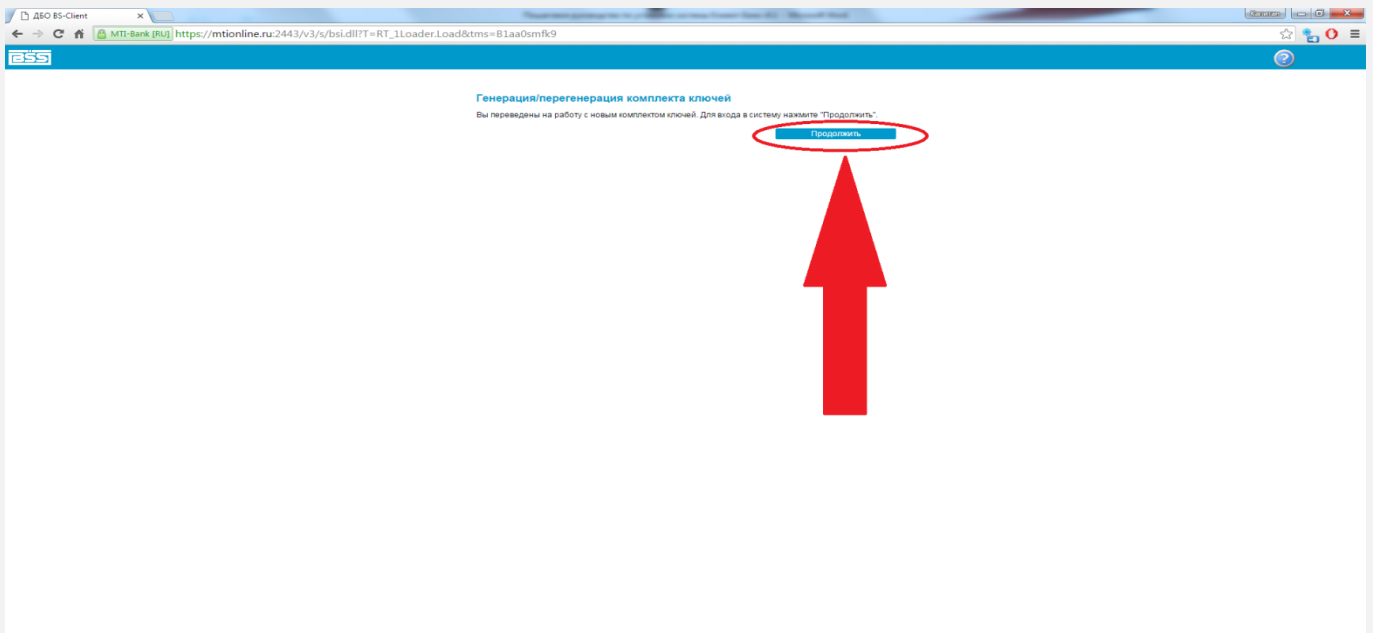 ДБО BS-Client
MTI-Bank [RU] https://mtionline.ru:2443/v3/s/bsi.dll?T=RT_1Loader.Load&tms=B1aa0smfk9
BSS
Генерация/перегенерация комплекта ключей
Вы переведены на работу с новым комплектом ключей. Для входа в систему нажмите "Продолжить".
Продолжить